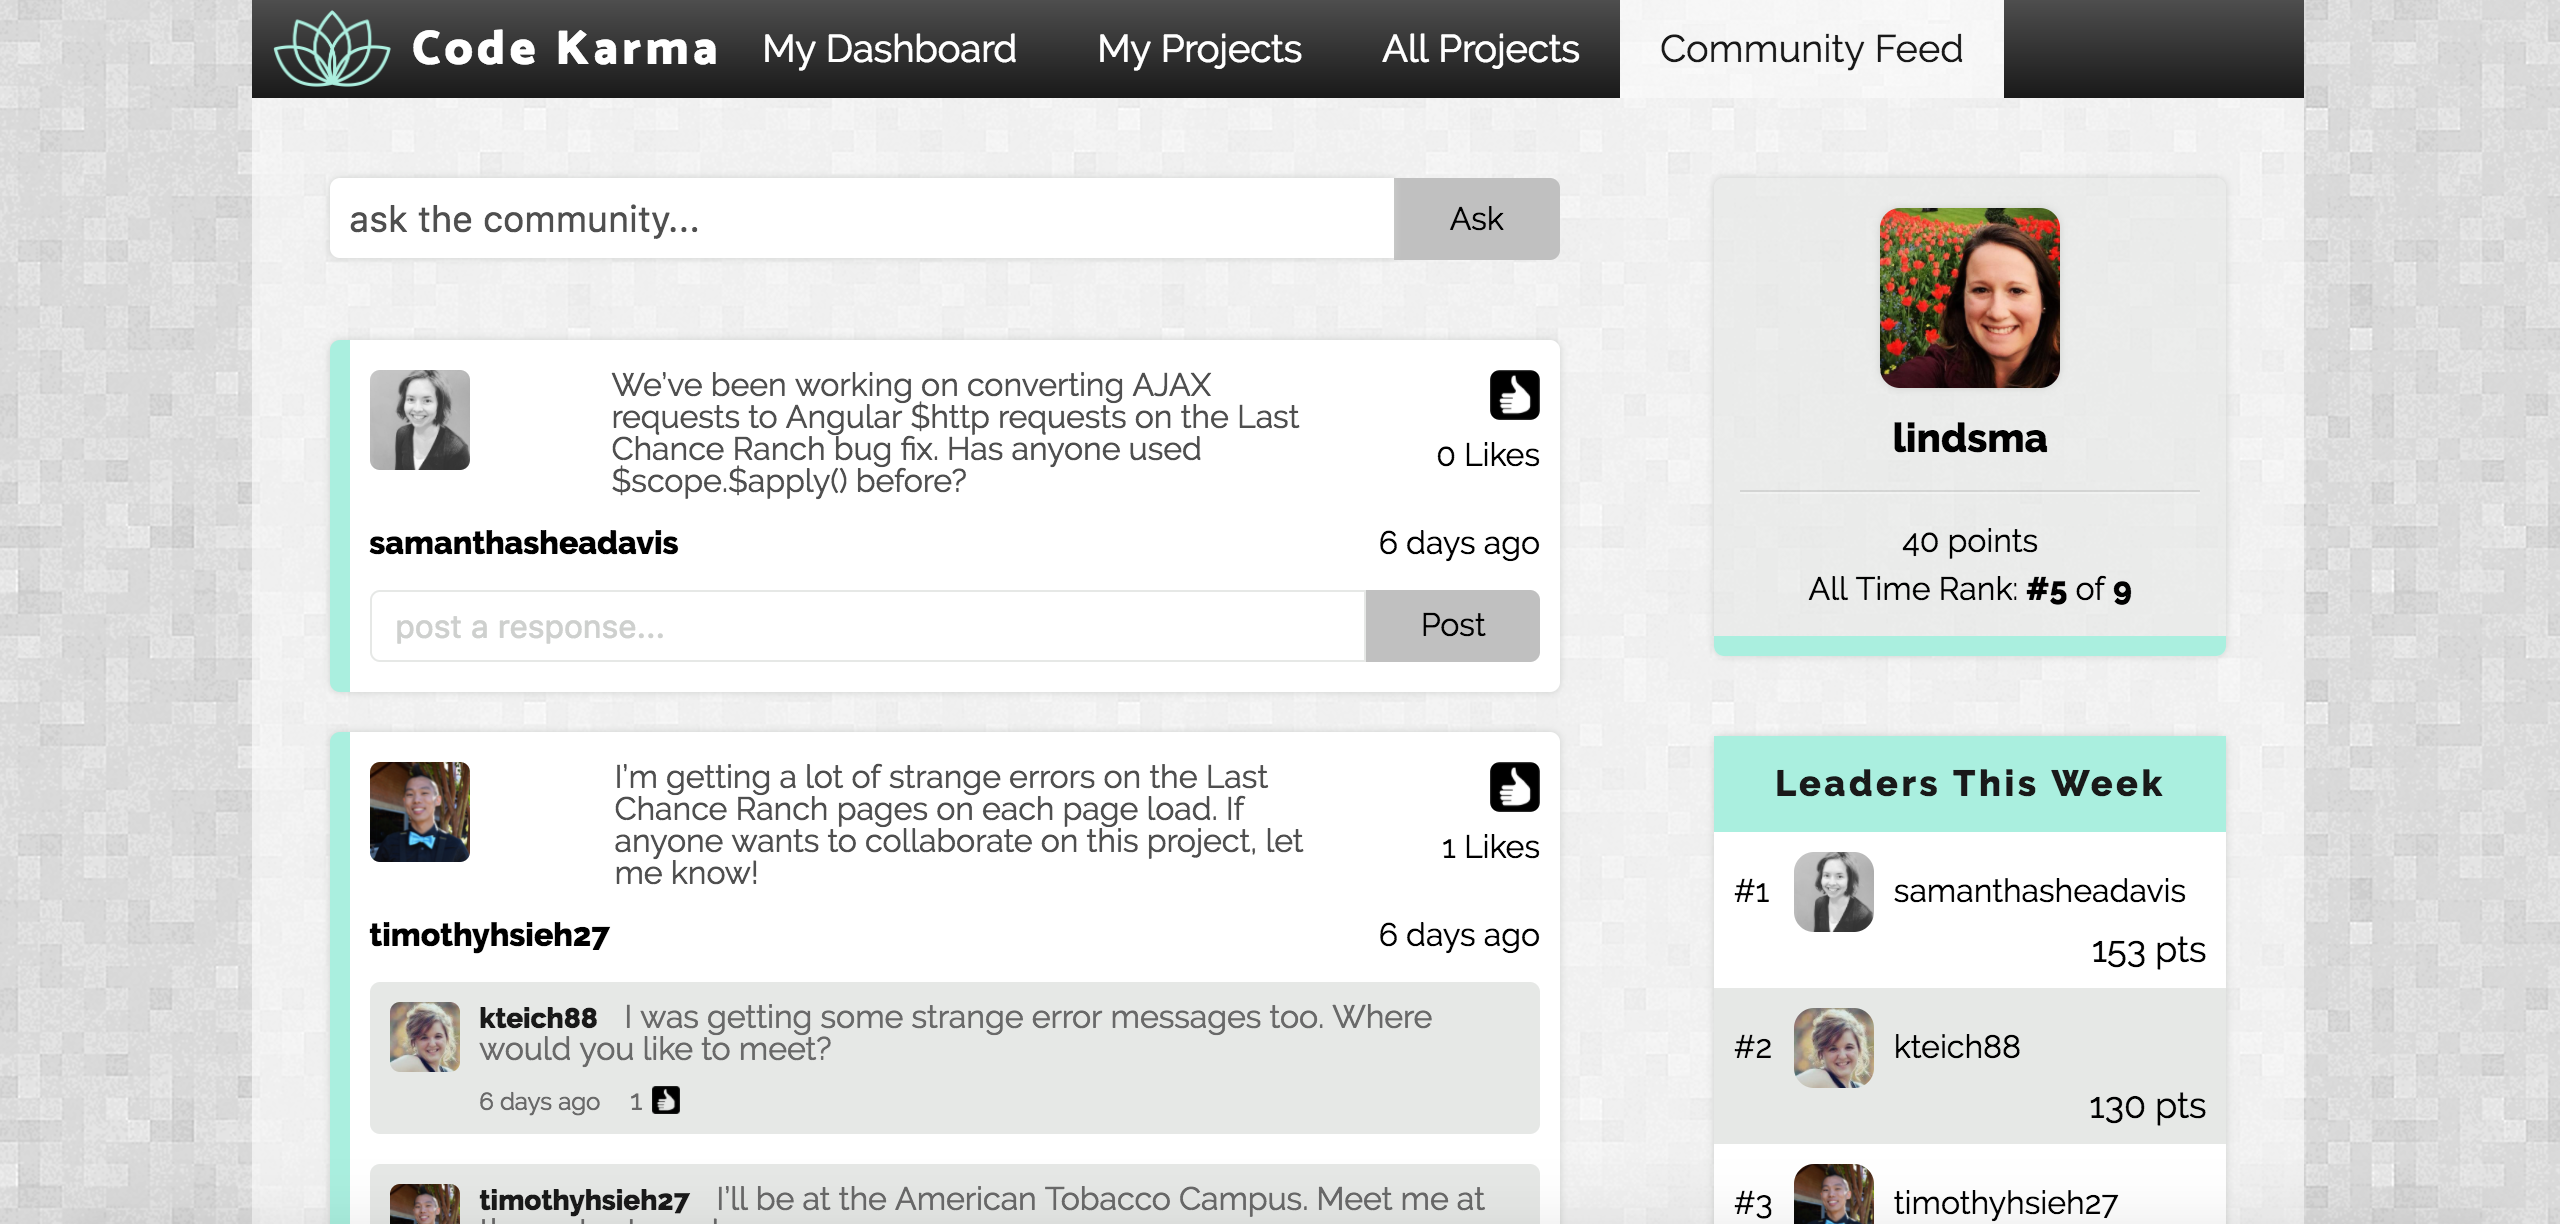 Code Karma
My Dashboard
My Projects
All Projects
Community Feed
ask the community...
Ask
We've been working on converting AJAX
requests to Angular $http requests on the Last
Chance Ranch bug fix. Has anyone used
$scope.$apply() before?
0 Likes
samanthasheadavis
6 days ago
post a response...
Post
I'm getting a lot of strange errors on the Last
Chance Ranch pages on each page load. If
anyone wants to collaborate on this project, let
me know!
1 Likes
timothyhsieh27
6 days ago
kteich88 I was getting some strange error messages too. Where
would you like to meet?
6 days ago 1
timothyhsieh27 I'll be at the American Tobacco Campus. Meet me at
lindsma
40 points
All Time Rank: #5 of 9
Leaders This Week
#1 samanthasheadavis
153 pts
#2 kteich88
130 pts
#3 timothyhsieh27